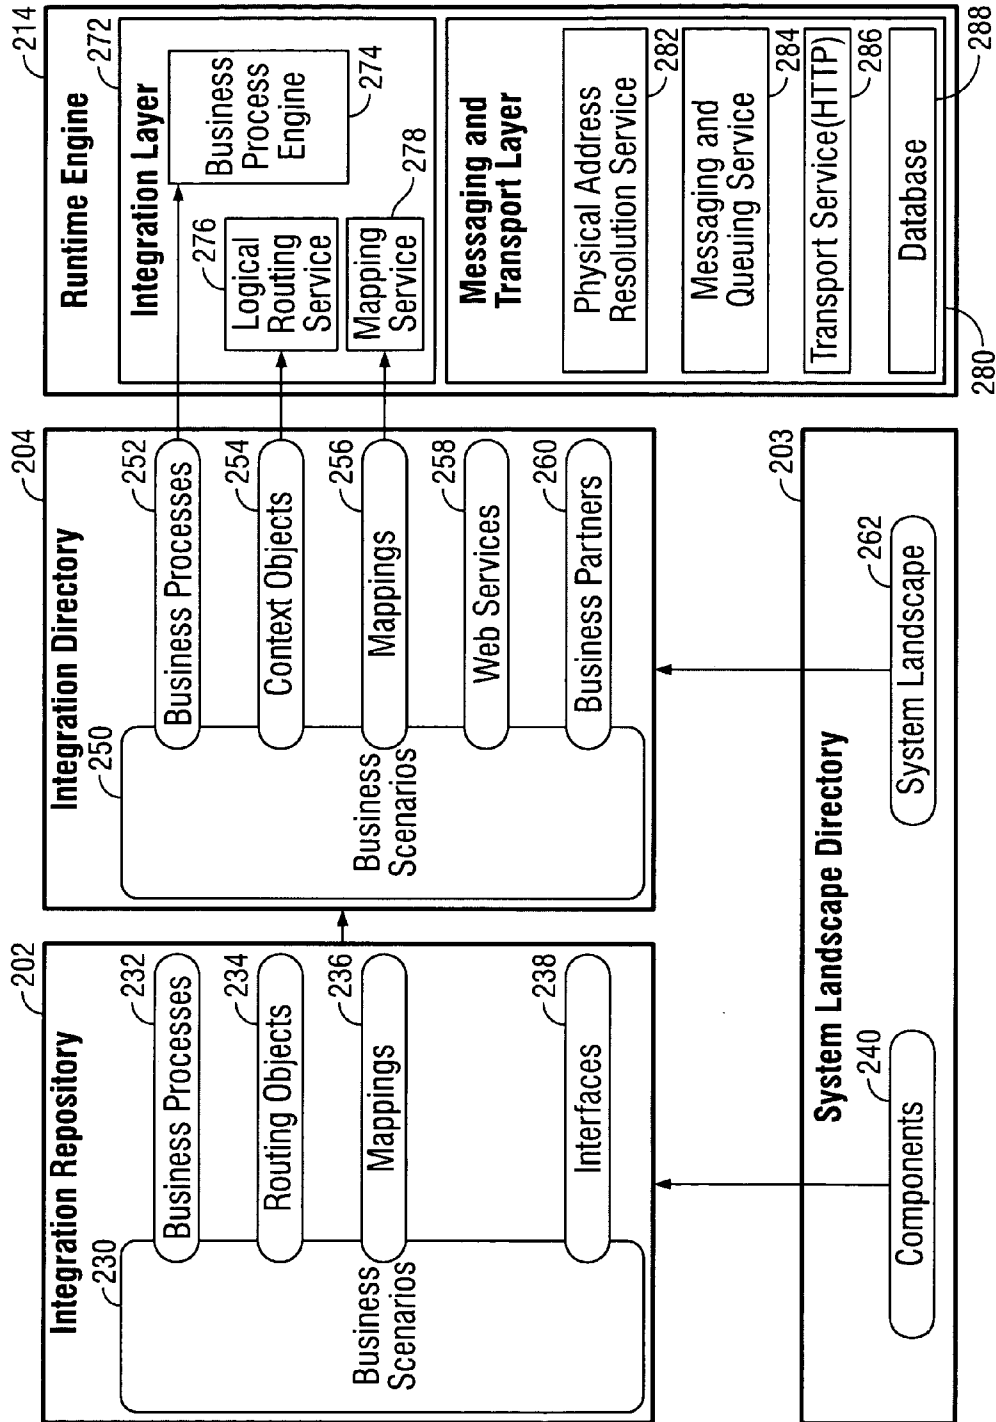 Integration Repository
202
230
Business
Scenarios
Business Processes
232
Routing Objects
234
Mappings
236
Interfaces
238
Integration Directory
204
250
Business
Scenarios
Business Processes
252
Context Objects
254
Mappings
256
Web Services
258
Business Partners
260
Runtime Engine
214
Integration Layer
272
Business
Process
Engine
274
276
Logical
Routing
Service
Mapping
Service
278
Messaging and
Transport Layer
Physical Address
Resolution Service
282
Messaging and
Queuing Service
284
Transport Service(HTTP)
286
Database
288
280
System Landscape Directory
203
Components
240
System Landscape
262